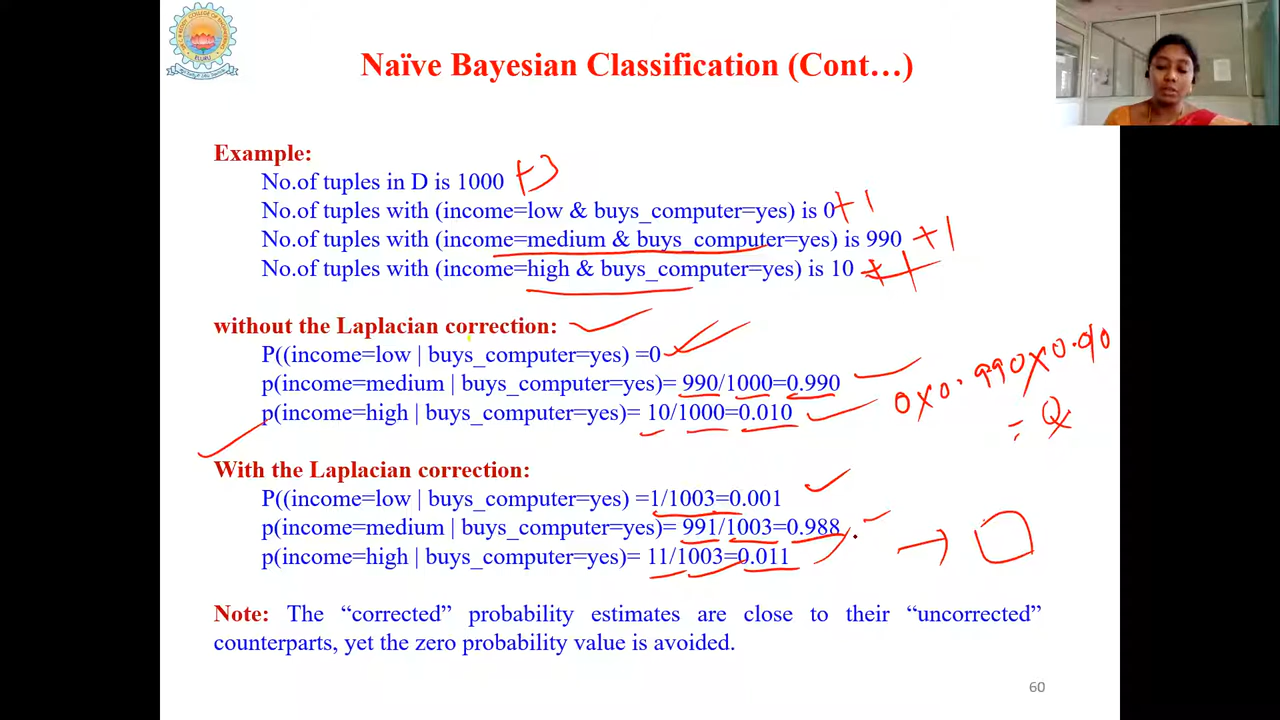 Naïve Bayesian Classification (Cont…)
Example:
No.of tuples in D is 1000 +3
No.of tuples with (income=low & buys_computer=yes) is 0 +1
No.of tuples with (income=medium & buys_computer=yes) is 990 +1
No.of tuples with (income=high & buys_computer=yes) is 10 +1
without the Laplacian correction:
P((income=low | buys_computer=yes) =0
p(income=medium | buys_computer=yes)= 990/1000=0.990
p(income=high | buys_computer=yes)= 10/1000=0.010
0x0.990x0.010
=
With the Laplacian correction:
P((income=low | buys_computer=yes) =1/1003=0.001
p(income=medium | buys_computer=yes)= 991/1003=0.988
p(income=high | buys_computer=yes)= 11/1003=0.011
Note: The “corrected” probability estimates are close to their “uncorrected”
counterparts, yet the zero probability value is avoided.
60